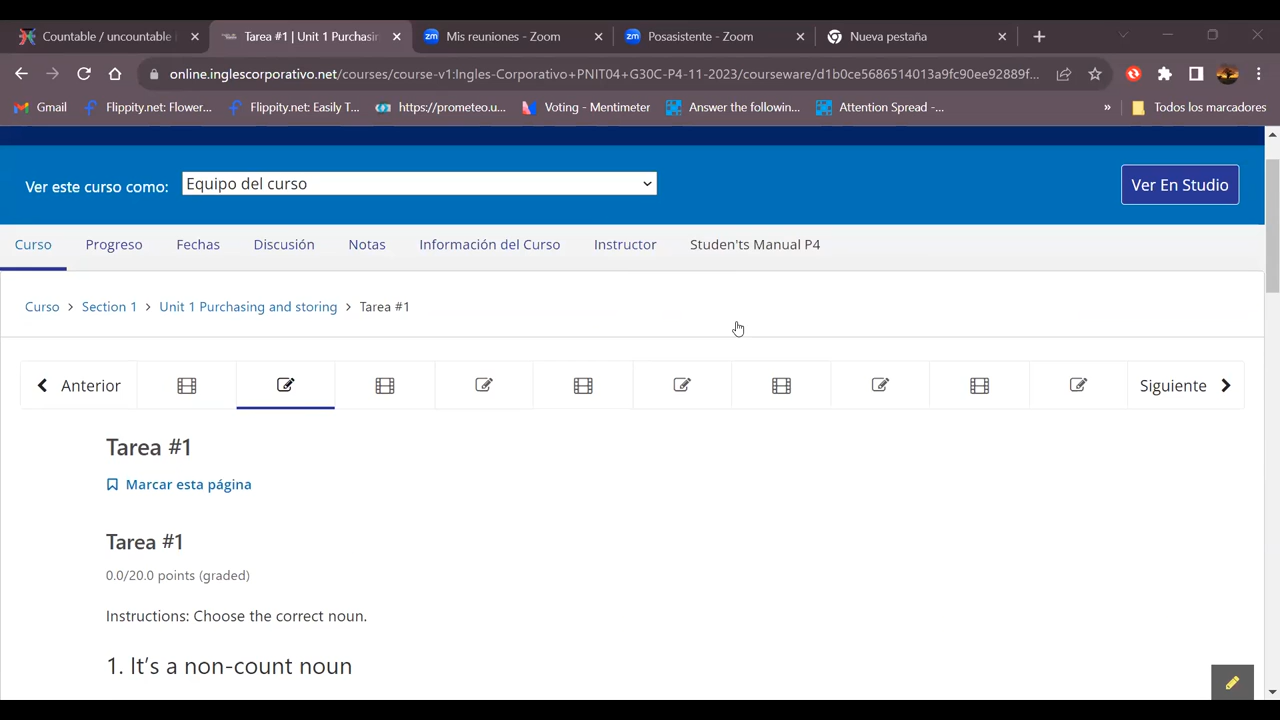 Countable / uncountable
Tarea #1 | Unit 1 Purchasin
zm Mis reuniones - Zoom
zm Posasistente - Zoom
Nueva pestaña
online.inglescorporativo.net/courses/course-v1:Ingles-Corporativo+PNIT04+G30C-P4-11-2023/courseware/d1b0ce5686514013a9fc90ee92889f...
Gmail
Flippity.net: Flower...
Flippity.net: Easily T...
https://prometeo.u...
Voting - Mentimeter
Answer the followin...
Attention Spread -...
»
Todos los marcadores
Ver este curso como:
Equipo del curso
Ver En Studio
Curso
Progreso
Fechas
Discusión
Notas
Información del Curso
Instructor
Studen'ts Manual P4
Curso > Section 1 > Unit 1 Purchasing and storing > Tarea #1
Anterior
Siguiente
Tarea #1
Marcar esta página
Tarea #1
0.0/20.0 points (graded)
Instructions: Choose the correct noun.
1. It’s a non-count noun